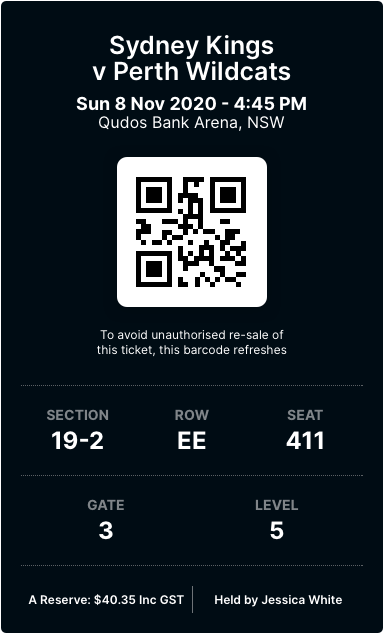 Sydney Kings
v Perth Wildcats
Sun 8 Nov 2020 - 4:45 PM
Qudos Bank Arena, NSW
To avoid unauthorised re-sale of
this ticket, this barcode refreshes
SECTION ROW SEAT
19-2 EE 411
GATE LEVEL
3 5
A Reserve: $40.35 Inc GST Held by Jessica White